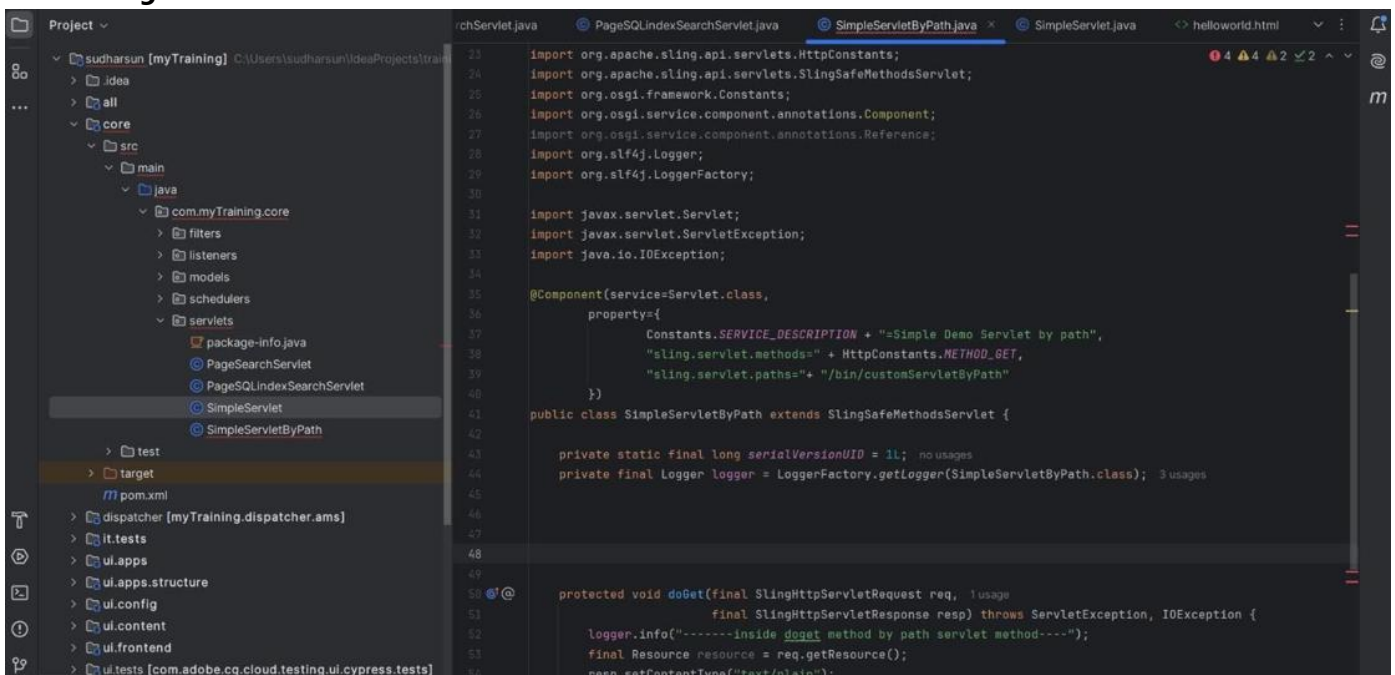 Project
sudharsun [myTraining] C:\Users\sudharsun\IdeaProjects\train
.idea
all
core
src
main
java
com.myTraining.core
filters
listeners
models
schedulers
servlets
package-info.java
PageSearchServlet
PageSQLindexSearchServlet
SimpleServlet
SimpleServletByPath
test
target
pom.xml
dispatcher [myTraining.dispatcher.ams]
it.tests
ui.apps
ui.apps.structure
ui.config
ui.content
ui.frontend
ui.tests [com.adobe.cq.cloud.testing.ui.cypress.tests]
rchServlet.java PageSQLindexSearchServlet.java SimpleServletByPath.java SimpleServlet.java helloworld.html
4 4 2 2
23 import org.apache.sling.api.servlets.HttpConstants;
24 import org.apache.sling.api.servlets.SlingSafeMethodsServlet;
25 import org.osgi.framework.Constants;
26 import org.osgi.service.component.annotations.Component;
27 import org.osgi.service.component.annotations.Reference;
28 import org.slf4j.Logger;
29 import org.slf4j.LoggerFactory;
30
31 import javax.servlet.Servlet;
32 import javax.servlet.ServletException;
33 import java.io.IOException;
34
35 @Component(service=Servlet.class,
36 property={
37 Constants.SERVICE_DESCRIPTION + "=Simple Demo Servlet by path",
38 "sling.servlet.methods=" + HttpConstants.METHOD_GET,
39 "sling.servlet.paths="+ "/bin/customServletByPath"
40 })
41 public class SimpleServletByPath extends SlingSafeMethodsServlet {
42
43 private static final long serialVersionUID = 1L; no usages
44 private final Logger logger = LoggerFactory.getLogger(SimpleServletByPath.class); 3 usages
45
46
47
48
49
50 protected void doGet(final SlingHttpServletRequest req, 1 usage
51 final SlingHttpServletResponse resp) throws ServletException, IOException {
52 logger.info("-------inside doget method by path servlet method----");
53 final Resource resource = req.getResource();
54 resp.setContentType("text/plain");